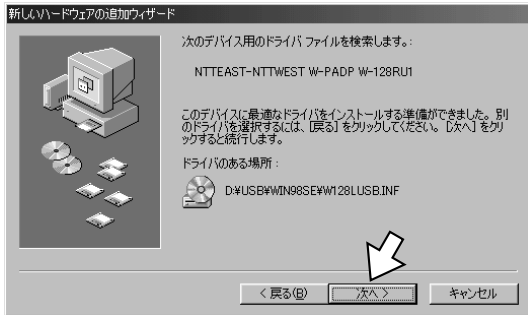 新しいハードウェアの追加ウィザード
次のデバイス用のドライバ ファイルを検索します。:
NTTEAST-NTTWEST W-PADP W-128RU1
このデバイスに最適なドライバをインストールする準備ができました。別
のドライバを選択するには、[戻る] をクリックしてください。[次へ] をクリ
ックすると続行します。
ドライバのある場所:
D:¥USB¥WIN98SE¥W128LUSB.INF
< 戻る(B)
次へ >
キャンセル